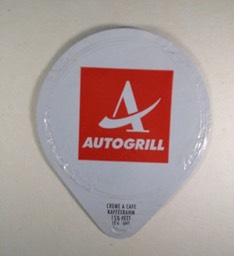 AUTOGRILL
CREME A CAFE
KAFFEERAHM
15% FETT